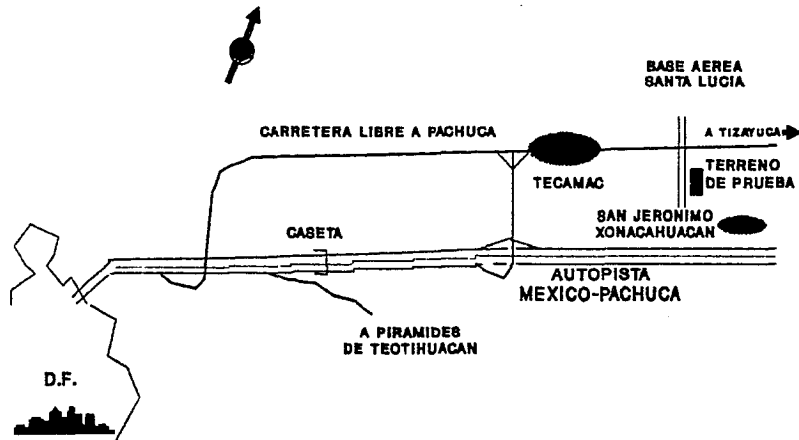 BASE AEREA
SANTA LUCIA
CARRETERA LIBRE A PACHUCA
A TIZAYUCA
TECAMAC
TERRENO
DE PRUEBA
SAN JERONIMO
XONACAHUACAN
CASETA
AUTOPISTA
MEXICO-PACHUCA
A PIRAMIDES
DE TEOTIHUACAN
D.F.